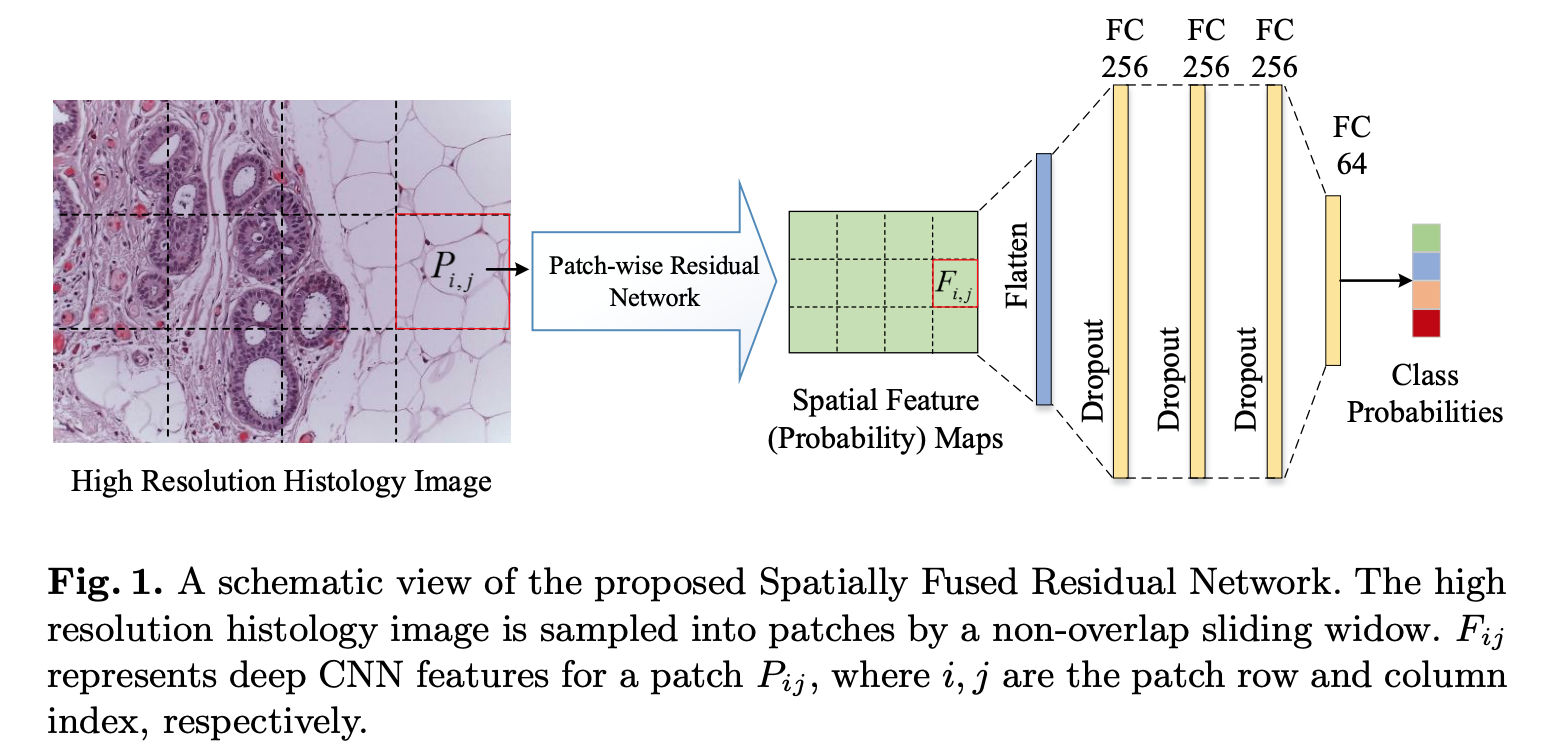 FC FC FC
256 256 256
FC
64
P_{i,j}
Patch-wise Residual
Network
F_{i,j}
Flatten
Dropout
Dropout
Dropout
Spatial Feature
(Probability) Maps
Class
Probabilities
High Resolution Histology Image
Fig. 1. A schematic view of the proposed Spatially Fused Residual Network. The high
resolution histology image is sampled into patches by a non-overlap sliding widow. F_{ij}
represents deep CNN features for a patch P_{ij}, where i, j are the patch row and column
index, respectively.